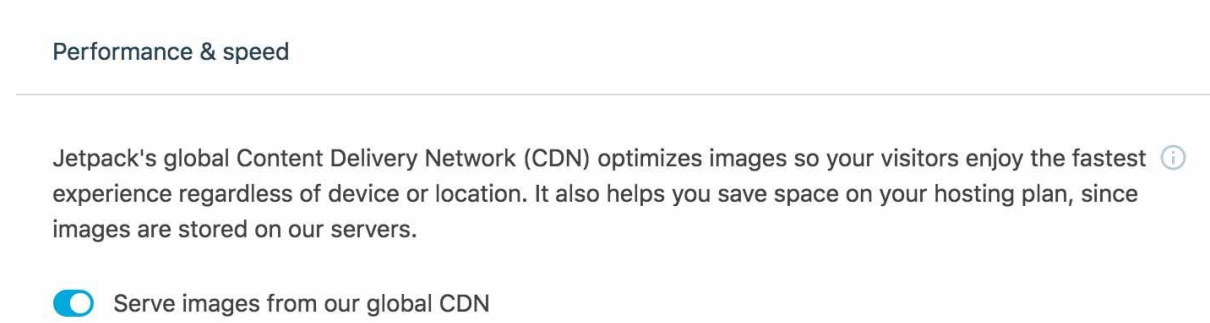 Performance & speed
Jetpack's global Content Delivery Network (CDN) optimizes images so your visitors enjoy the fastest
experience regardless of device or location. It also helps you save space on your hosting plan, since
images are stored on our servers.
Serve images from our global CDN